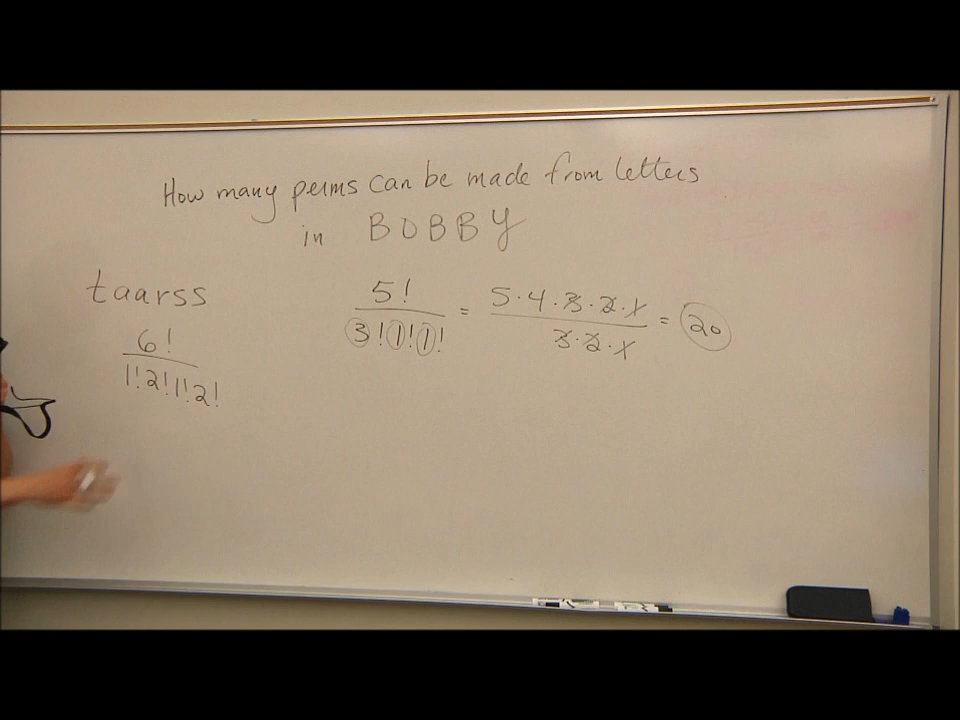 How many perms can be made from letters
in BOBBY
taarss
6!
1!2!1!2!
5!
3!1!1!
=
5·4·3·2·1
3·2·1
= 20